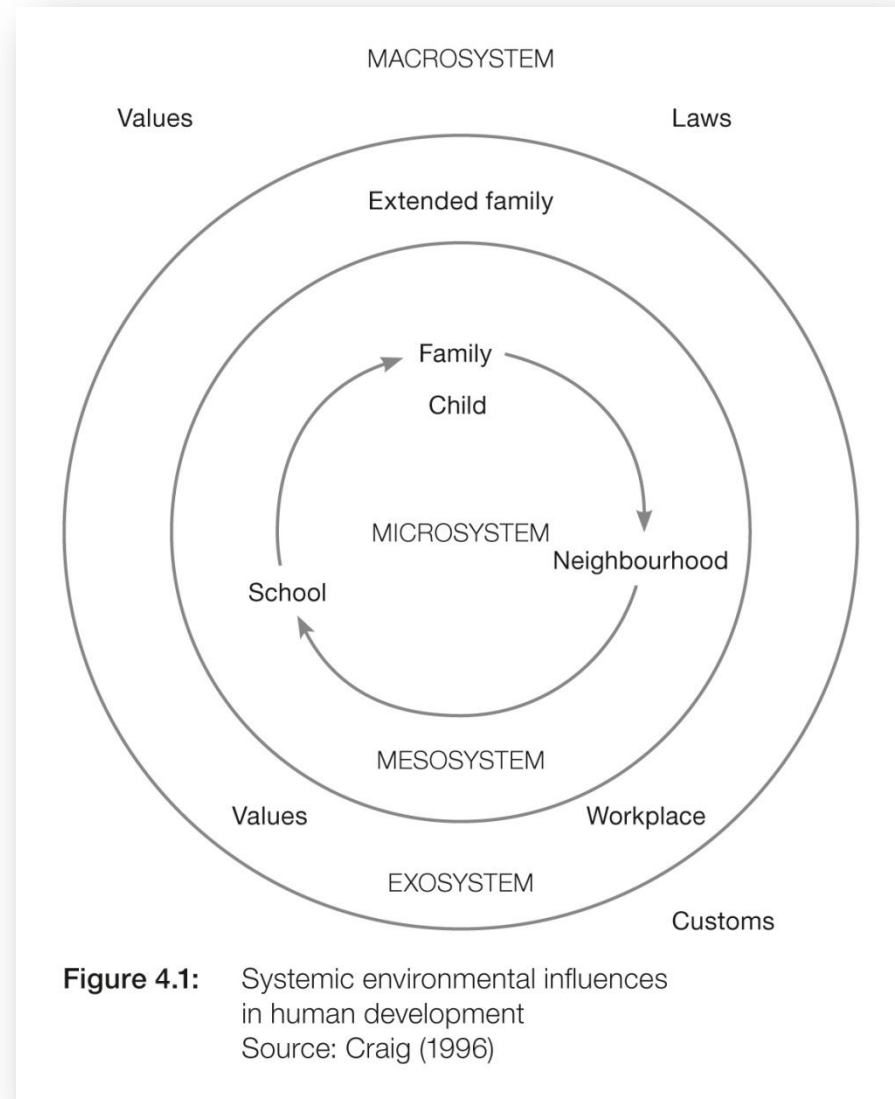 MACROSYSTEM
Values
Laws
Extended family
Family
Child
MICROSYSTEM
Neighbourhood
School
MESOSYSTEM
Values
Workplace
EXOSYSTEM
Customs
Figure 4.1: Systemic environmental influences
in human development
Source: Craig (1996)